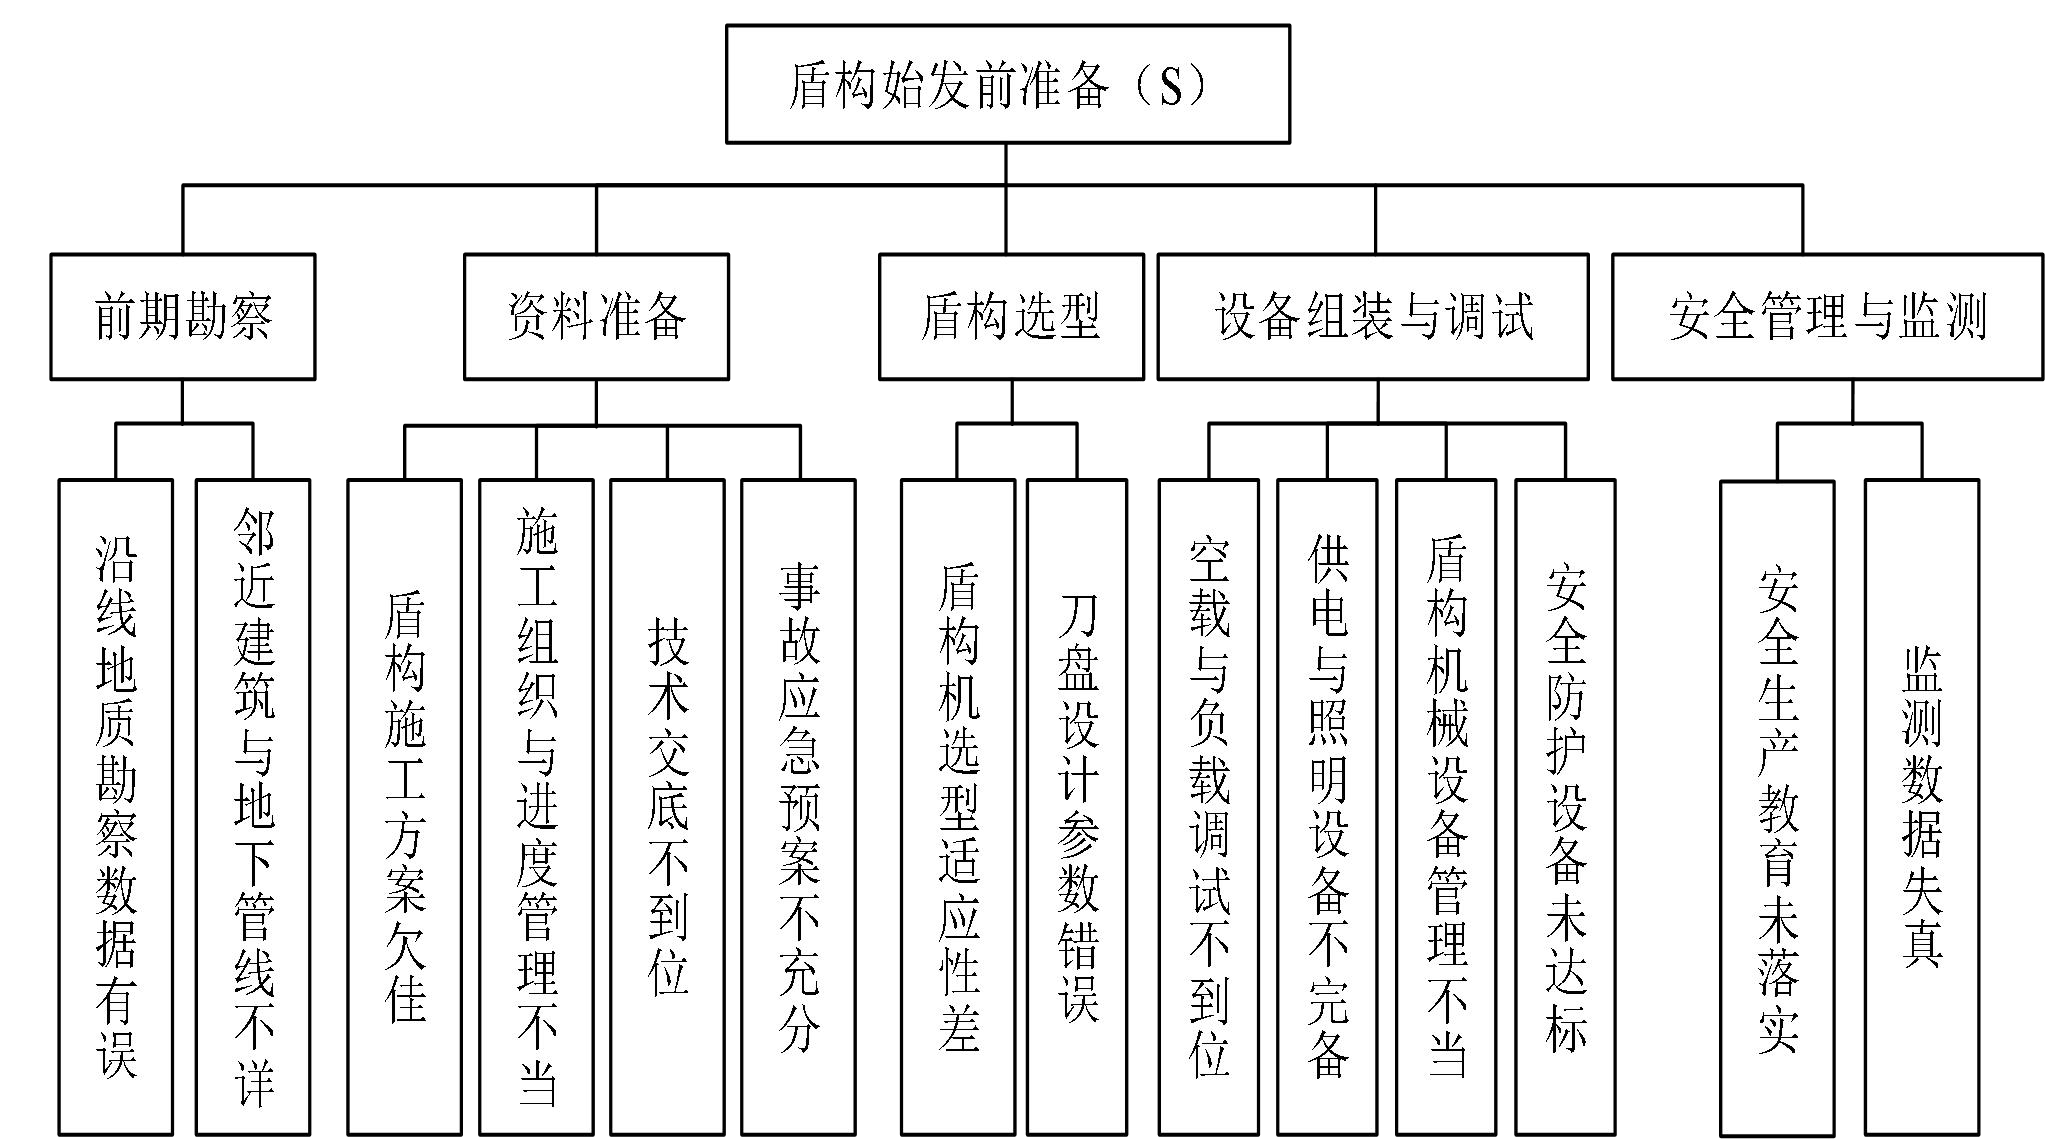 盾构始发前准备（S）
前期勘察
资料准备
盾构选型
设备组装与调试
安全管理与监测
沿线地质勘察数据有误
邻近建筑与地下管线不详
盾构施工方案欠佳
施工组织与进度管理不当
技术交底不到位
事故应急预案不充分
盾构机选型适应性差
刀盘设计参数错误
空载与负载调试不到位
供电与照明设备不完备
盾构机械设备管理不当
安全防护设备未达标
安全生产教育未落实
监测数据失真